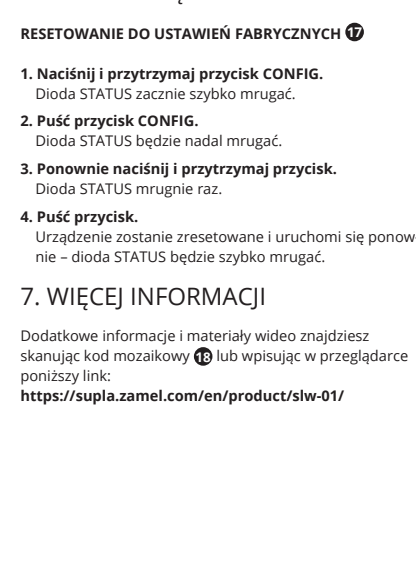 RESETOWANIE DO USTAWIEŃ FABRYCZNYCH 17
1. Naciśnij i przytrzymaj przycisk CONFIG.
Dioda STATUS zacznie szybko mrugać.
2. Puść przycisk CONFIG.
Dioda STATUS będzie nadal mrugać.
3. Ponownie naciśnij i przytrzymaj przycisk.
Dioda STATUS mrugnie raz.
4. Puść przycisk.
Urządzenie zostanie zresetowane i uruchomi się ponow-
nie – dioda STATUS będzie szybko mrugać.
7. WIĘCEJ INFORMACJI
Dodatkowe informacje i materiały wideo znajdziesz
skanując kod mozaikowy 18 lub wpisując w przeglądarce
poniższy link:
https://supla.zamel.com/en/product/slw-01/